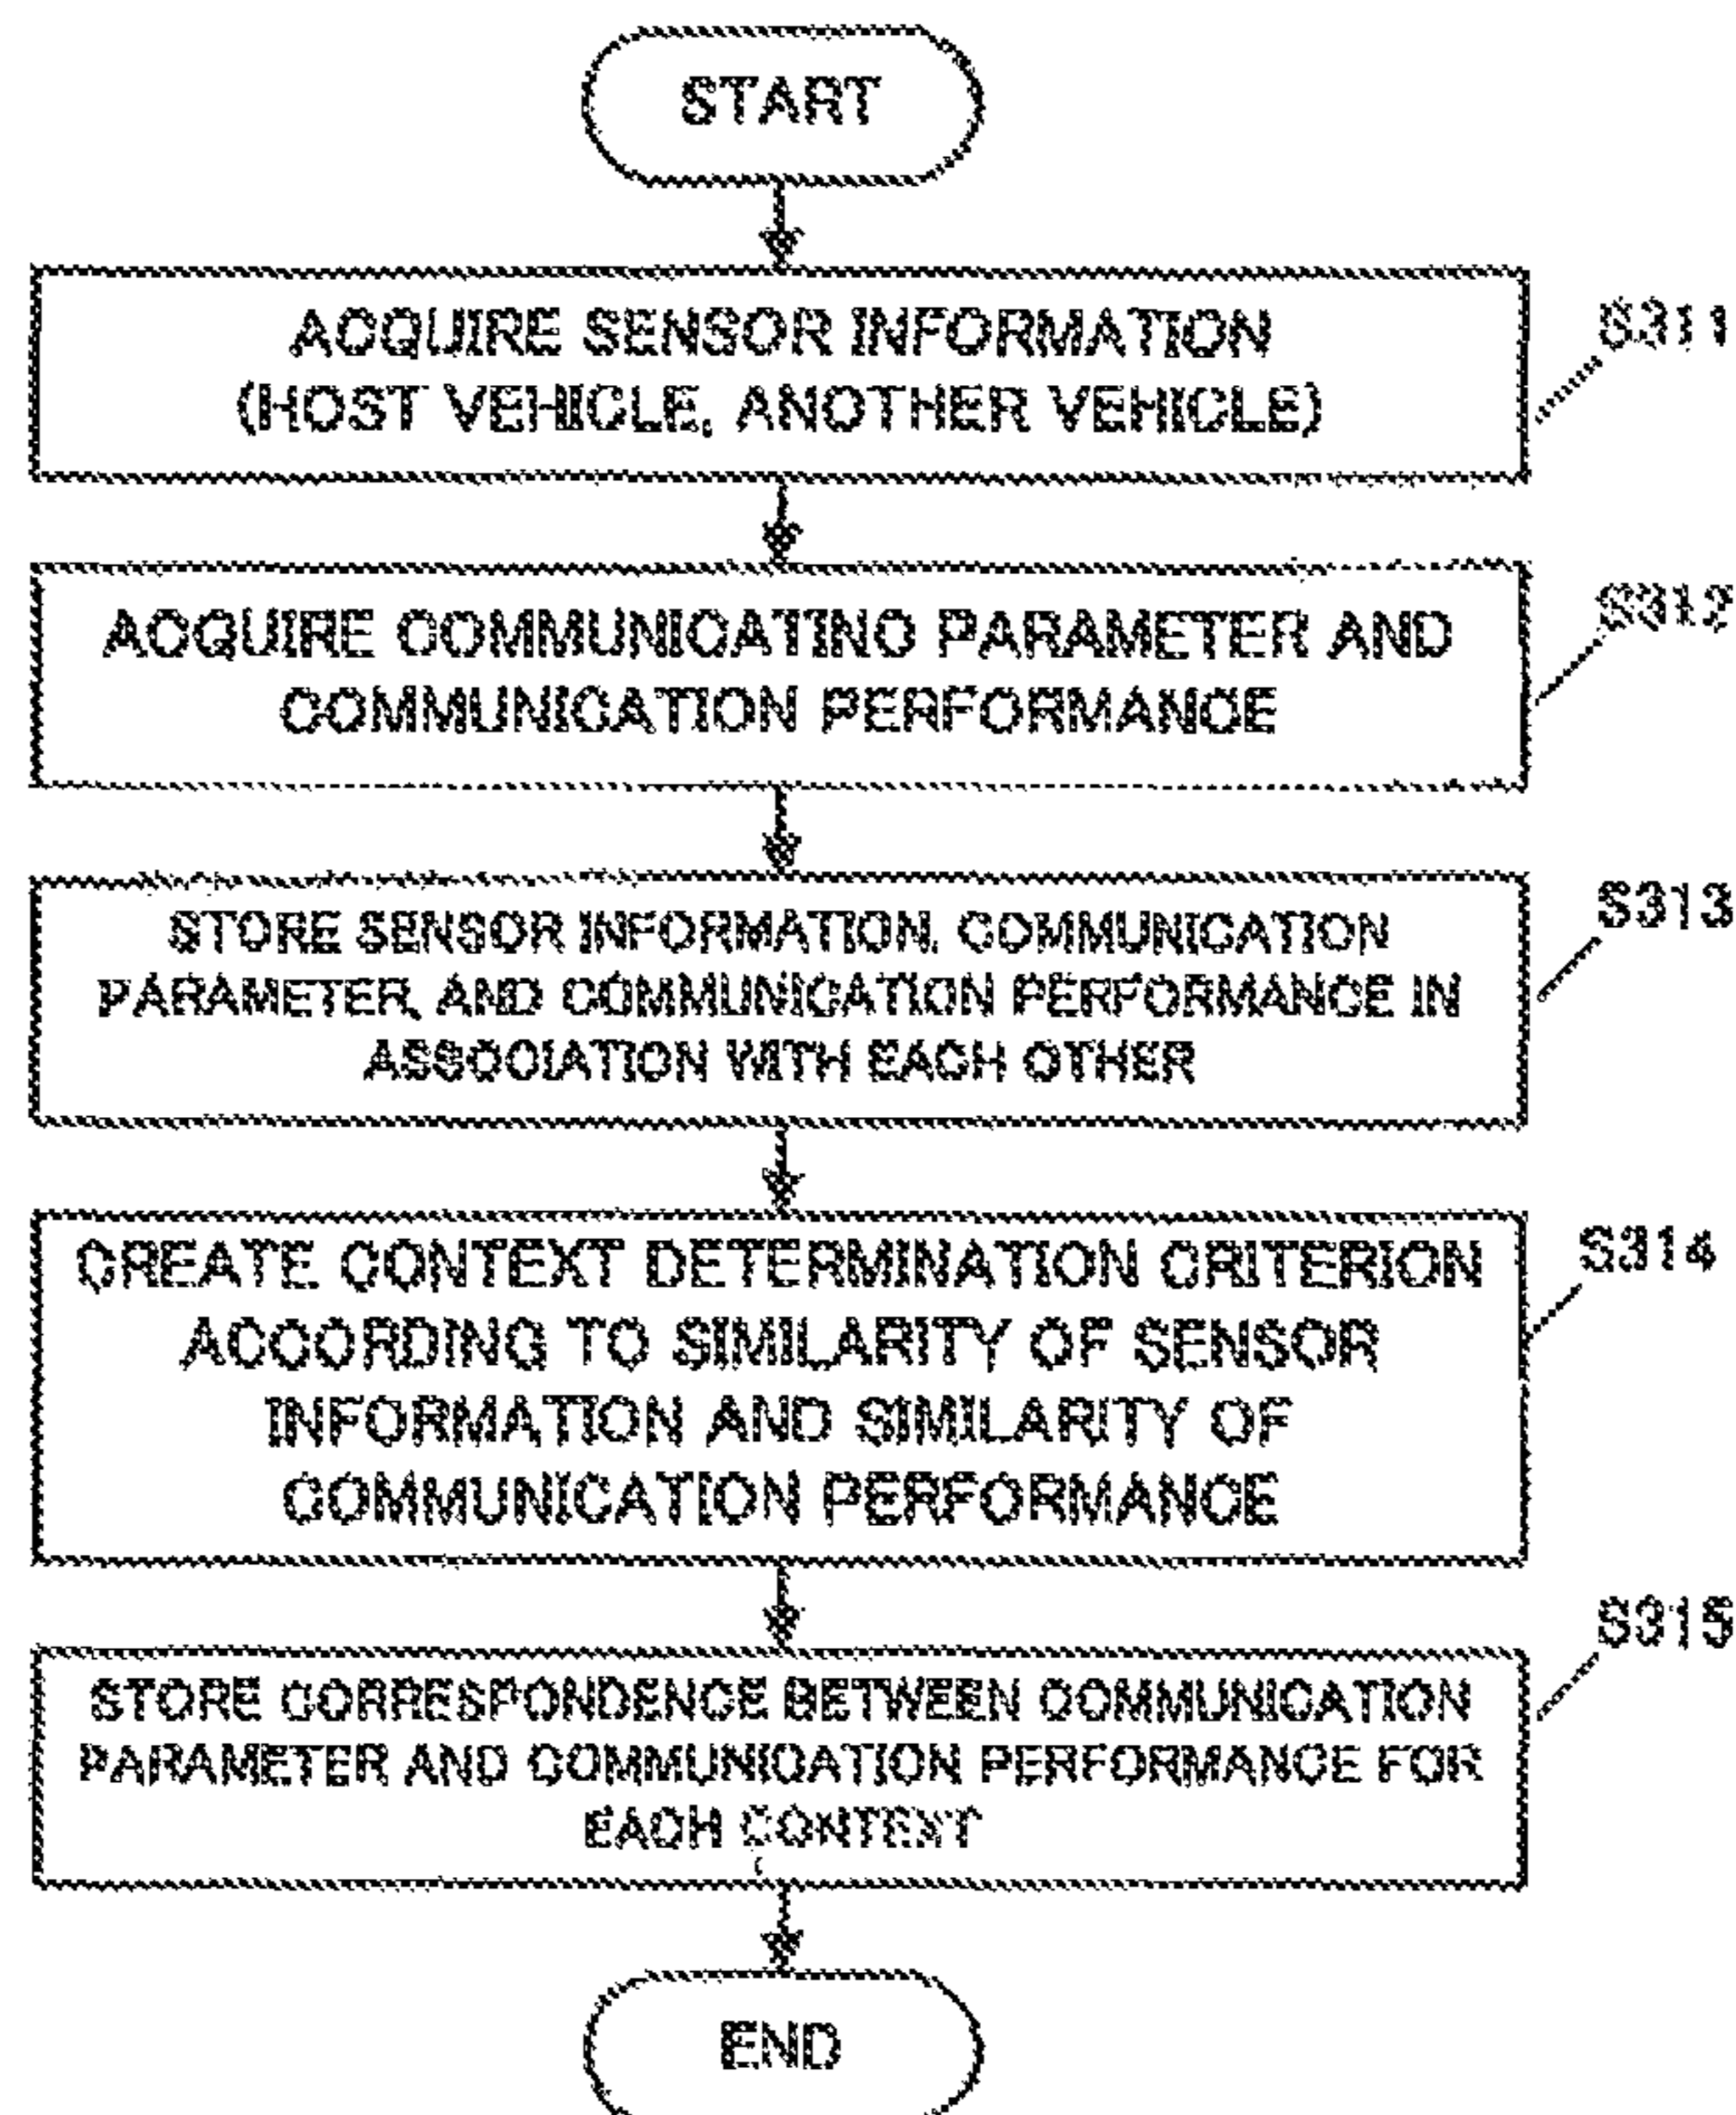 START
ACQUIRE SENSOR INFORMATION
(HOST VEHICLE, ANOTHER VEHICLE)
S311
ACQUIRE COMMUNICATING PARAMETER AND
COMMUNICATION PERFORMANCE
S312
STORE SENSOR INFORMATION, COMMUNICATION
PARAMETER, AND COMMUNICATION PERFORMANCE IN
ASSOCIATION WITH EACH OTHER
S313
CREATE CONTEXT DETERMINATION CRITERION
ACCORDING TO SIMILARITY OF SENSOR
INFORMATION AND SIMILARITY OF
COMMUNICATION PERFORMANCE
S314
STORE CORRESPONDENCE BETWEEN COMMUNICATION
PARAMETER AND COMMUNICATION PERFORMANCE FOR
EACH CONTEXT
S315
END